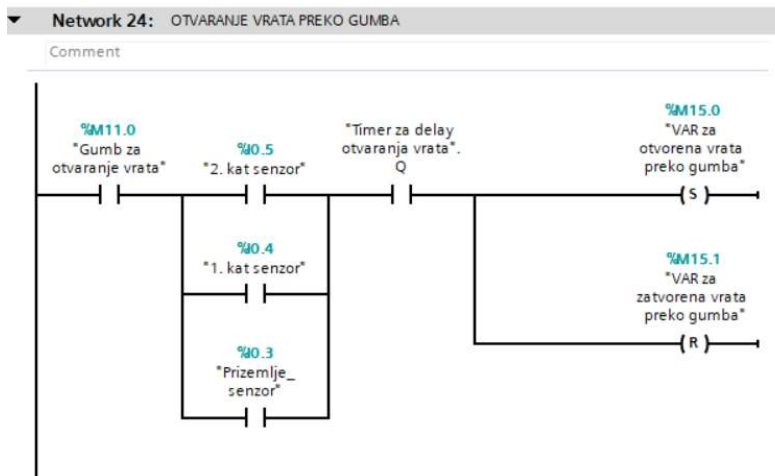 Network 24: OTVARANJE VRATA PREKO GUMBA
Comment
%M11.0
"Gumb za
otvaranje vrata"
%I0.5
"2. kat senzor"
"Timer za delay
otvaranja vrata".
Q
%M15.0
"VAR za
otvorena vrata
preko gumba"
S
%I0.4
"1. kat senzor"
%M15.1
"VAR za
zatvorena vrata
preko gumba"
R
%I0.3
"Prizemlje_
senzor"